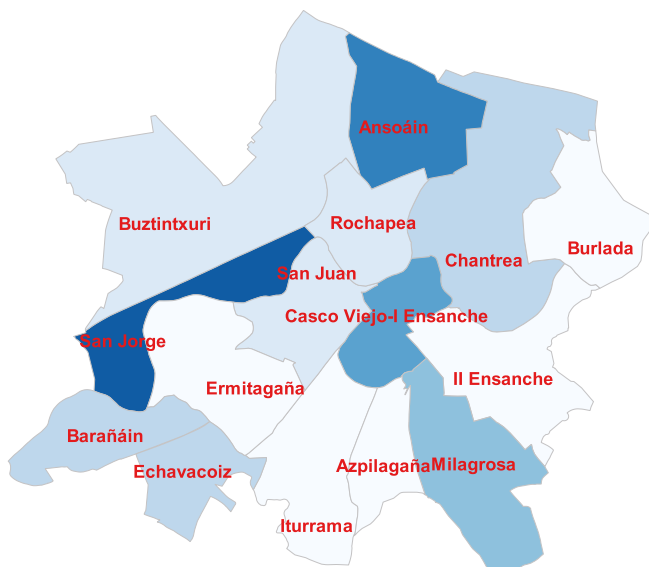 Ansoáin
Buztintxuri
Rochapea
Burlada
Chantrea
San Juan
Casco Viejo-I Ensanche
San Jorge
II Ensanche
Ermitagaña
Barañáin
Echavacoiz
Azpilagaña
Milagrosa
Iturrama